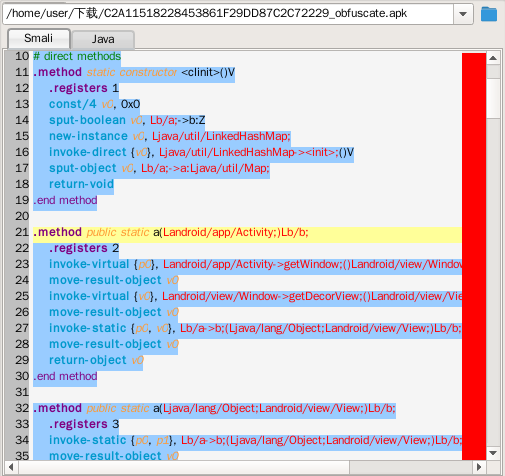 /home/user/下载/C2A11518228453861F29DD87C2C72229_obfuscate.apk
Smali Java
10 # direct methods
11 .method static constructor <clinit>()V
12 .registers 1
13 const/4 v0, 0x0
14 sput-boolean v0, Lb/a;->b:Z
15 new-instance v0, Ljava/util/LinkedHashMap;
16 invoke-direct {v0}, Ljava/util/LinkedHashMap-><init>;()V
17 sput-object v0, Lb/a;->a:Ljava/util/Map;
18 return-void
19 .end method
20
21 .method public static a(Landroid/app/Activity;)Lb/b;
22 .registers 2
23 invoke-virtual {p0}, Landroid/app/Activity->getWindow;()Landroid/view/Window
24 move-result-object v0
25 invoke-virtual {v0}, Landroid/view/Window->getDecorView;()Landroid/view/Vie
26 move-result-object v0
27 invoke-static {p0, v0}, Lb/a->b;(Ljava/lang/Object;Landroid/view/View;)Lb/b;
28 move-result-object v0
29 return-object v0
30 .end method
31
32 .method public static a(Ljava/lang/Object;Landroid/view/View;)Lb/b;
33 .registers 3
34 invoke-static {p0, p1}, Lb/a->b;(Ljava/lang/Object;Landroid/view/View;)Lb/b;
35 move-result-object v0